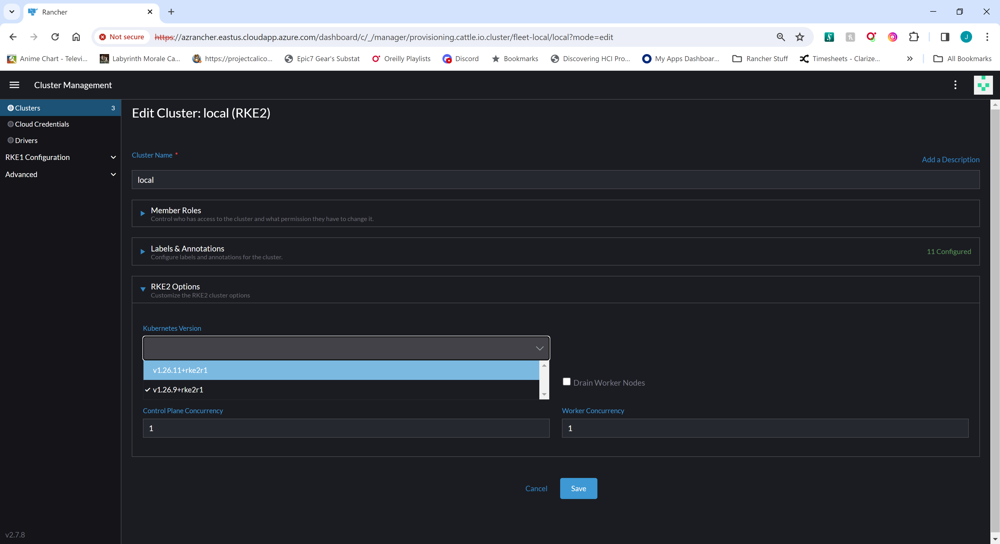 Rancher
Not secure
https://azrancher.eastus.cloudapp.azure.com/dashboard/c/_/manager/provisioning.cattle.io.cluster/fleet-local/local?mode=edit
J
Anime Chart - Televi...
Labyrinth Morale Ca...
https://projectcalico...
Epic7 Gear's Substat
Oreilly Playlists
Discord
Bookmarks
Discovering HCI Pro...
My Apps Dashboar...
Rancher Stuff
Timesheets - Clarize...
All Bookmarks
Cluster Management
Clusters 3
Cloud Credentials
Drivers
RKE1 Configuration
Advanced
v2.7.8
Edit Cluster: local (RKE2)
Cluster Name *
Add a Description
local
Member Roles
Control who has access to the cluster and what permission they have to change it.
Labels & Annotations
Configure labels and annotations for the cluster.
11 Configured
RKE2 Options
Customize the RKE2 cluster options
Kubernetes Version
v1.26.11+rke2r1
v1.26.9+rke2r1
Drain Worker Nodes
Control Plane Concurrency
1
Worker Concurrency
1
Cancel
Save